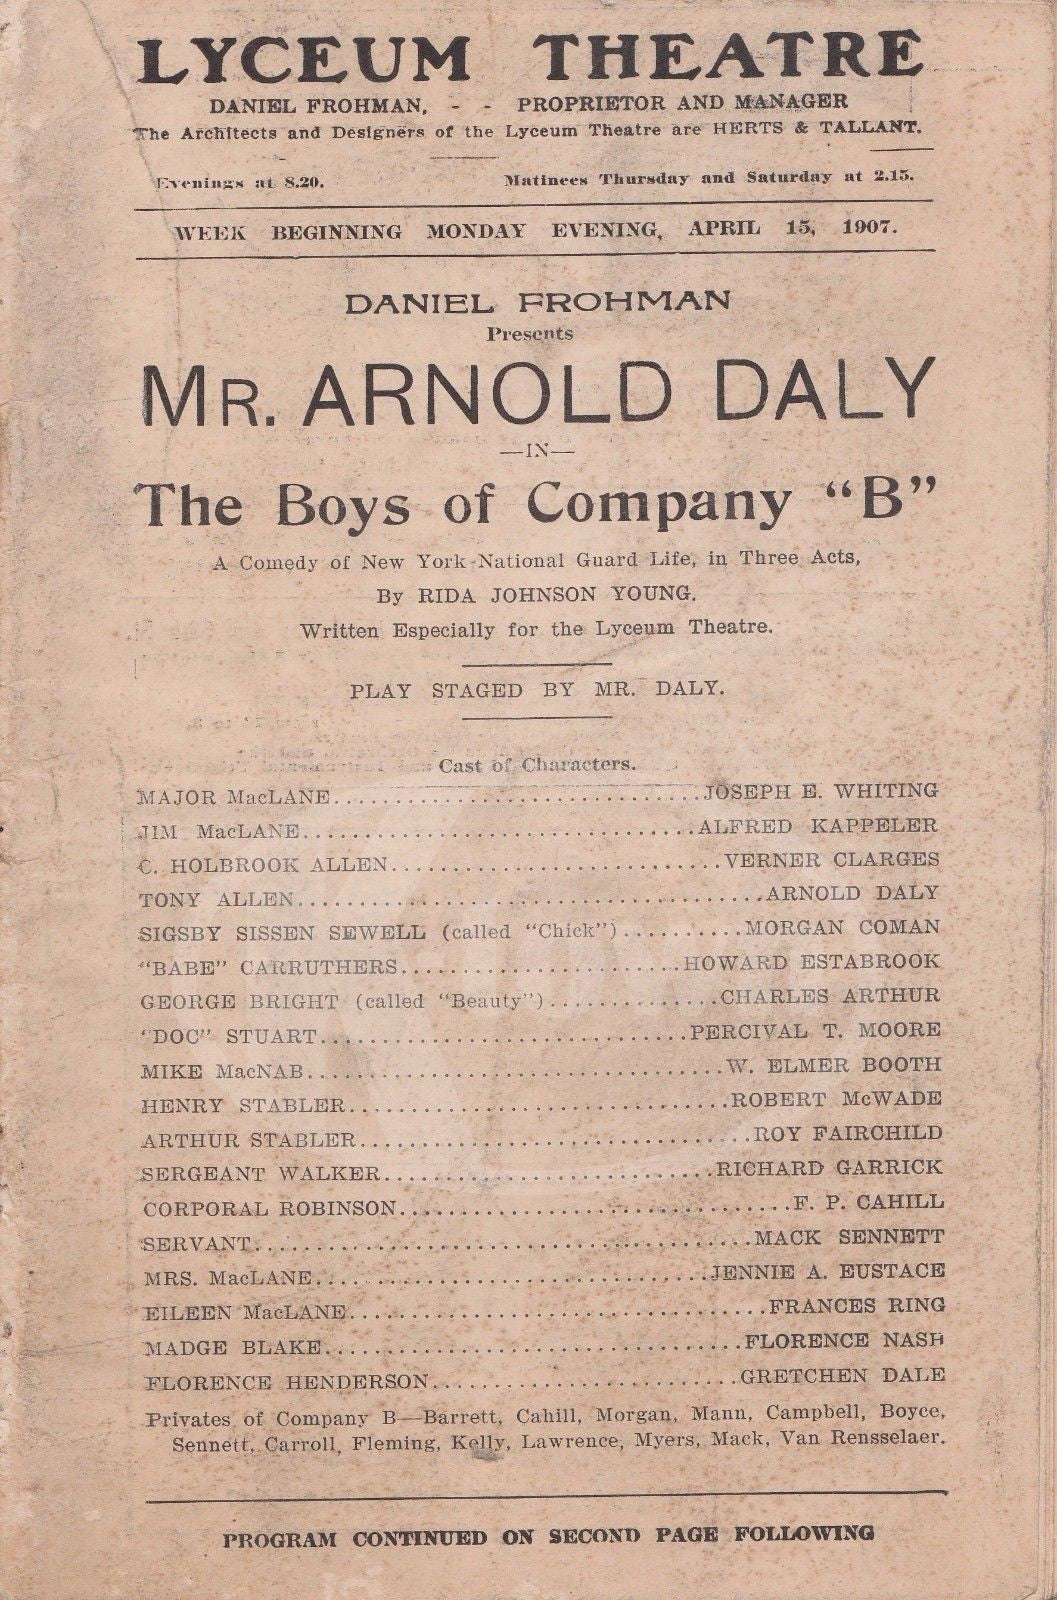 LYCEUM THEATRE
DANIEL FROHMAN, - - PROPRIETOR AND MANAGER
The Architects and Designers of the Lyceum Theatre are HERTS & TALLANT.
Evenings at 8.20. Matinees Thursday and Saturday at 2.15.
WEEK BEGINNING MONDAY EVENING, APRIL 15, 1907.
DANIEL FROHMAN
Presents
MR. ARNOLD DALY
—IN—
The Boys of Company "B"
A Comedy of New York National Guard Life, in Three Acts,
By RIDA JOHNSON YOUNG.
Written Especially for the Lyceum Theatre.
PLAY STAGED BY MR. DALY.
Cast of Characters.
MAJOR MacLANE..............................JOSEPH E. WHITING
JIM MacLANE................................ALFRED KAPPELER
C. HOLBROOK ALLEN...........................VERNER CLARGES
TONY ALLEN......................................ARNOLD DALY
SIGSBY SISSEN SEWELL (called "Chick")..........MORGAN COMAN
"BABE" CARRUTHERS.......................HOWARD ESTABROOK
GEORGE BRIGHT (called "Beauty")..............CHARLES ARTHUR
"DOC" STUART..............................PERCIVAL T. MOORE
MIKE MacNAB..................................W. ELMER BOOTH
HENRY STABLER...............................ROBERT McWADE
ARTHUR STABLER................................ROY FAIRCHILD
SERGEANT WALKER...........................RICHARD GARRICK
CORPORAL ROBINSON................................F. P. CAHILL
SERVANT.........................................MACK SENNETT
MRS. MacLANE................................JENNIE A. EUSTACE
EILEEN MacLANE..................................FRANCES RING
MADGE BLAKE..................................FLORENCE NASH
FLORENCE HENDERSON.........................GRETCHEN DALE
Privates of Company B—Barrett, Cahill, Morgan, Mann, Campbell, Boyce,
Sennett, Carroll, Fleming, Kelly, Lawrence, Myers, Mack, Van Rensselaer.
PROGRAM CONTINUED ON SECOND PAGE FOLLOWING